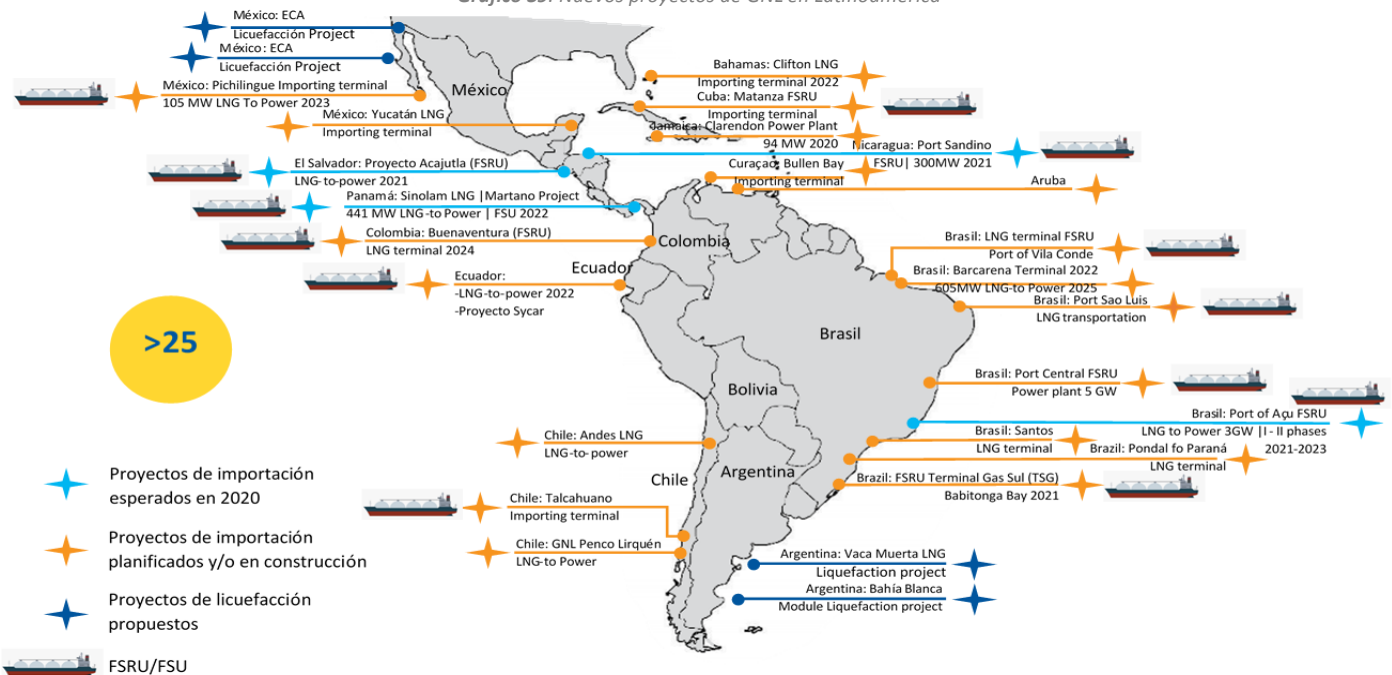 Gráfico 39: Nuevos proyectos de GNL en Latinoamérica
México: ECA
Licuefacción Project
México: ECA
Licuefacción Project
México: Pichilingue Importing terminal
105 MW LNG To Power 2023
México: Yucatán LNG
Importing terminal
El Salvador: Proyecto Acajutla (FSRU)
LNG-to-power 2021
Panamá: Sinolam LNG |Martano Project
441 MW LNG-to Power | FSU 2022
Colombia: Buenaventura (FSRU)
LNG terminal 2024
Ecuador:
-LNG-to-power 2022
-Proyecto Sycar
México
Bahamas: Clifton LNG
Importing terminal 2022
Cuba: Matanza FSRU
Importing terminal
Jamaica: Clarendon Power Plant
94 MW 2020
Nicaragua: Port Sandino
FSRU| 300MW 2021
Curaçao: Bullen Bay
Importing terminal
Aruba
Colombia
Ecuador
Brasil: LNG terminal FSRU
Port of Vila Conde
Brasil: Barcarena Terminal 2022
605MW LNG-to Power 2025
Brasil: Port Sao Luis
LNG transportation
Brasil
>25
Bolivia
Brasil: Port Central FSRU
Power plant 5 GW
Brasil: Port of Açu FSRU
LNG to Power 3GW |I - II phases
2021-2023
Brasil: Santos
LNG terminal
Brazil: Pondal fo Paraná
LNG terminal
Brazil: FSRU Terminal Gas Sul (TSG)
Babitonga Bay 2021
Chile: Andes LNG
LNG-to-power
Chile
Argentina
Chile: Talcahuano
Importing terminal
Chile: GNL Penco Lirquén
LNG-to Power
Argentina: Vaca Muerta LNG
Liquefaction project
Argentina: Bahía Blanca
Module Liquefaction project
Proyectos de importación
esperados en 2020
Proyectos de importación
planificados y/o en construcción
Proyectos de licuefacción
propuestos
FSRU/FSU